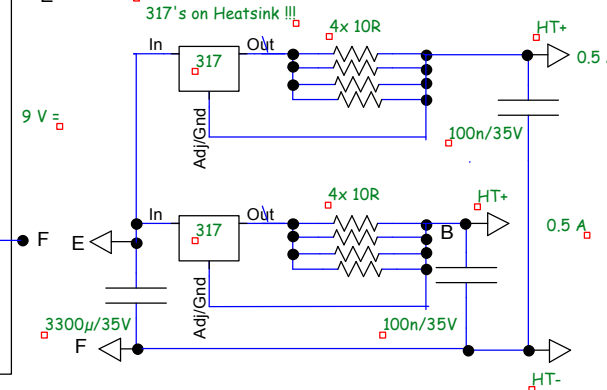 317's on Heatsink !!!
4x 10R
HT+
In
Out
317
0.5
9 V =
Adj/Gnd
100n/35V
4x 10R
HT+
In
Out
317
B
0.5 A
F
E
Adj/Gnd
3300µ/35V
100n/35V
F
HT-